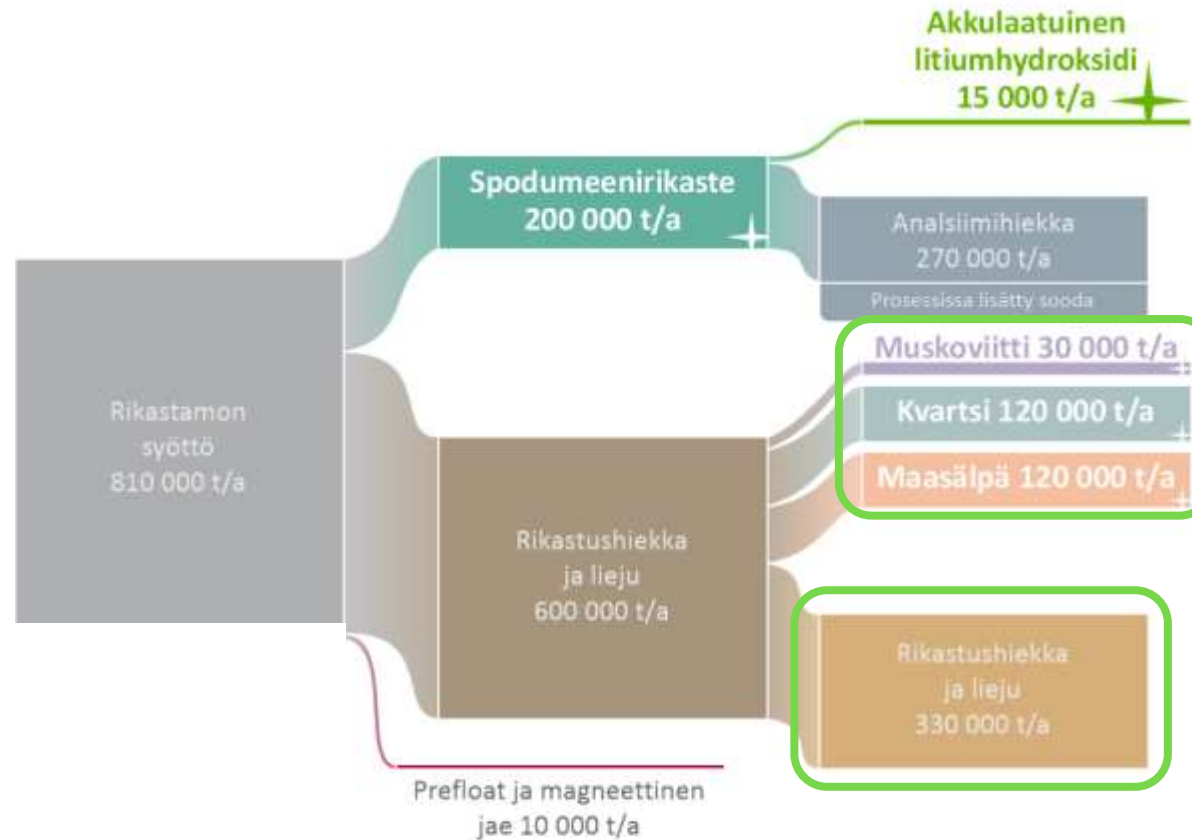 Akkulaatuinen
litiumhydroksidi
15 000 t/a
Spodumeenirikaste
200 000 t/a
Analsiimihiekka
270 000 t/a
Prosessissa lisätty sooda
Muskoviitti 30 000 t/a
Kvartsi 120 000 t/a
Maasälpä 120 000 t/a
Rikastamon
syöttö
810 000 t/a
Rikastushiekka
ja lieju
600 000 t/a
Rikastushiekka
ja lieju
330 000 t/a
Prefloat ja magneettinen
jae 10 000 t/a